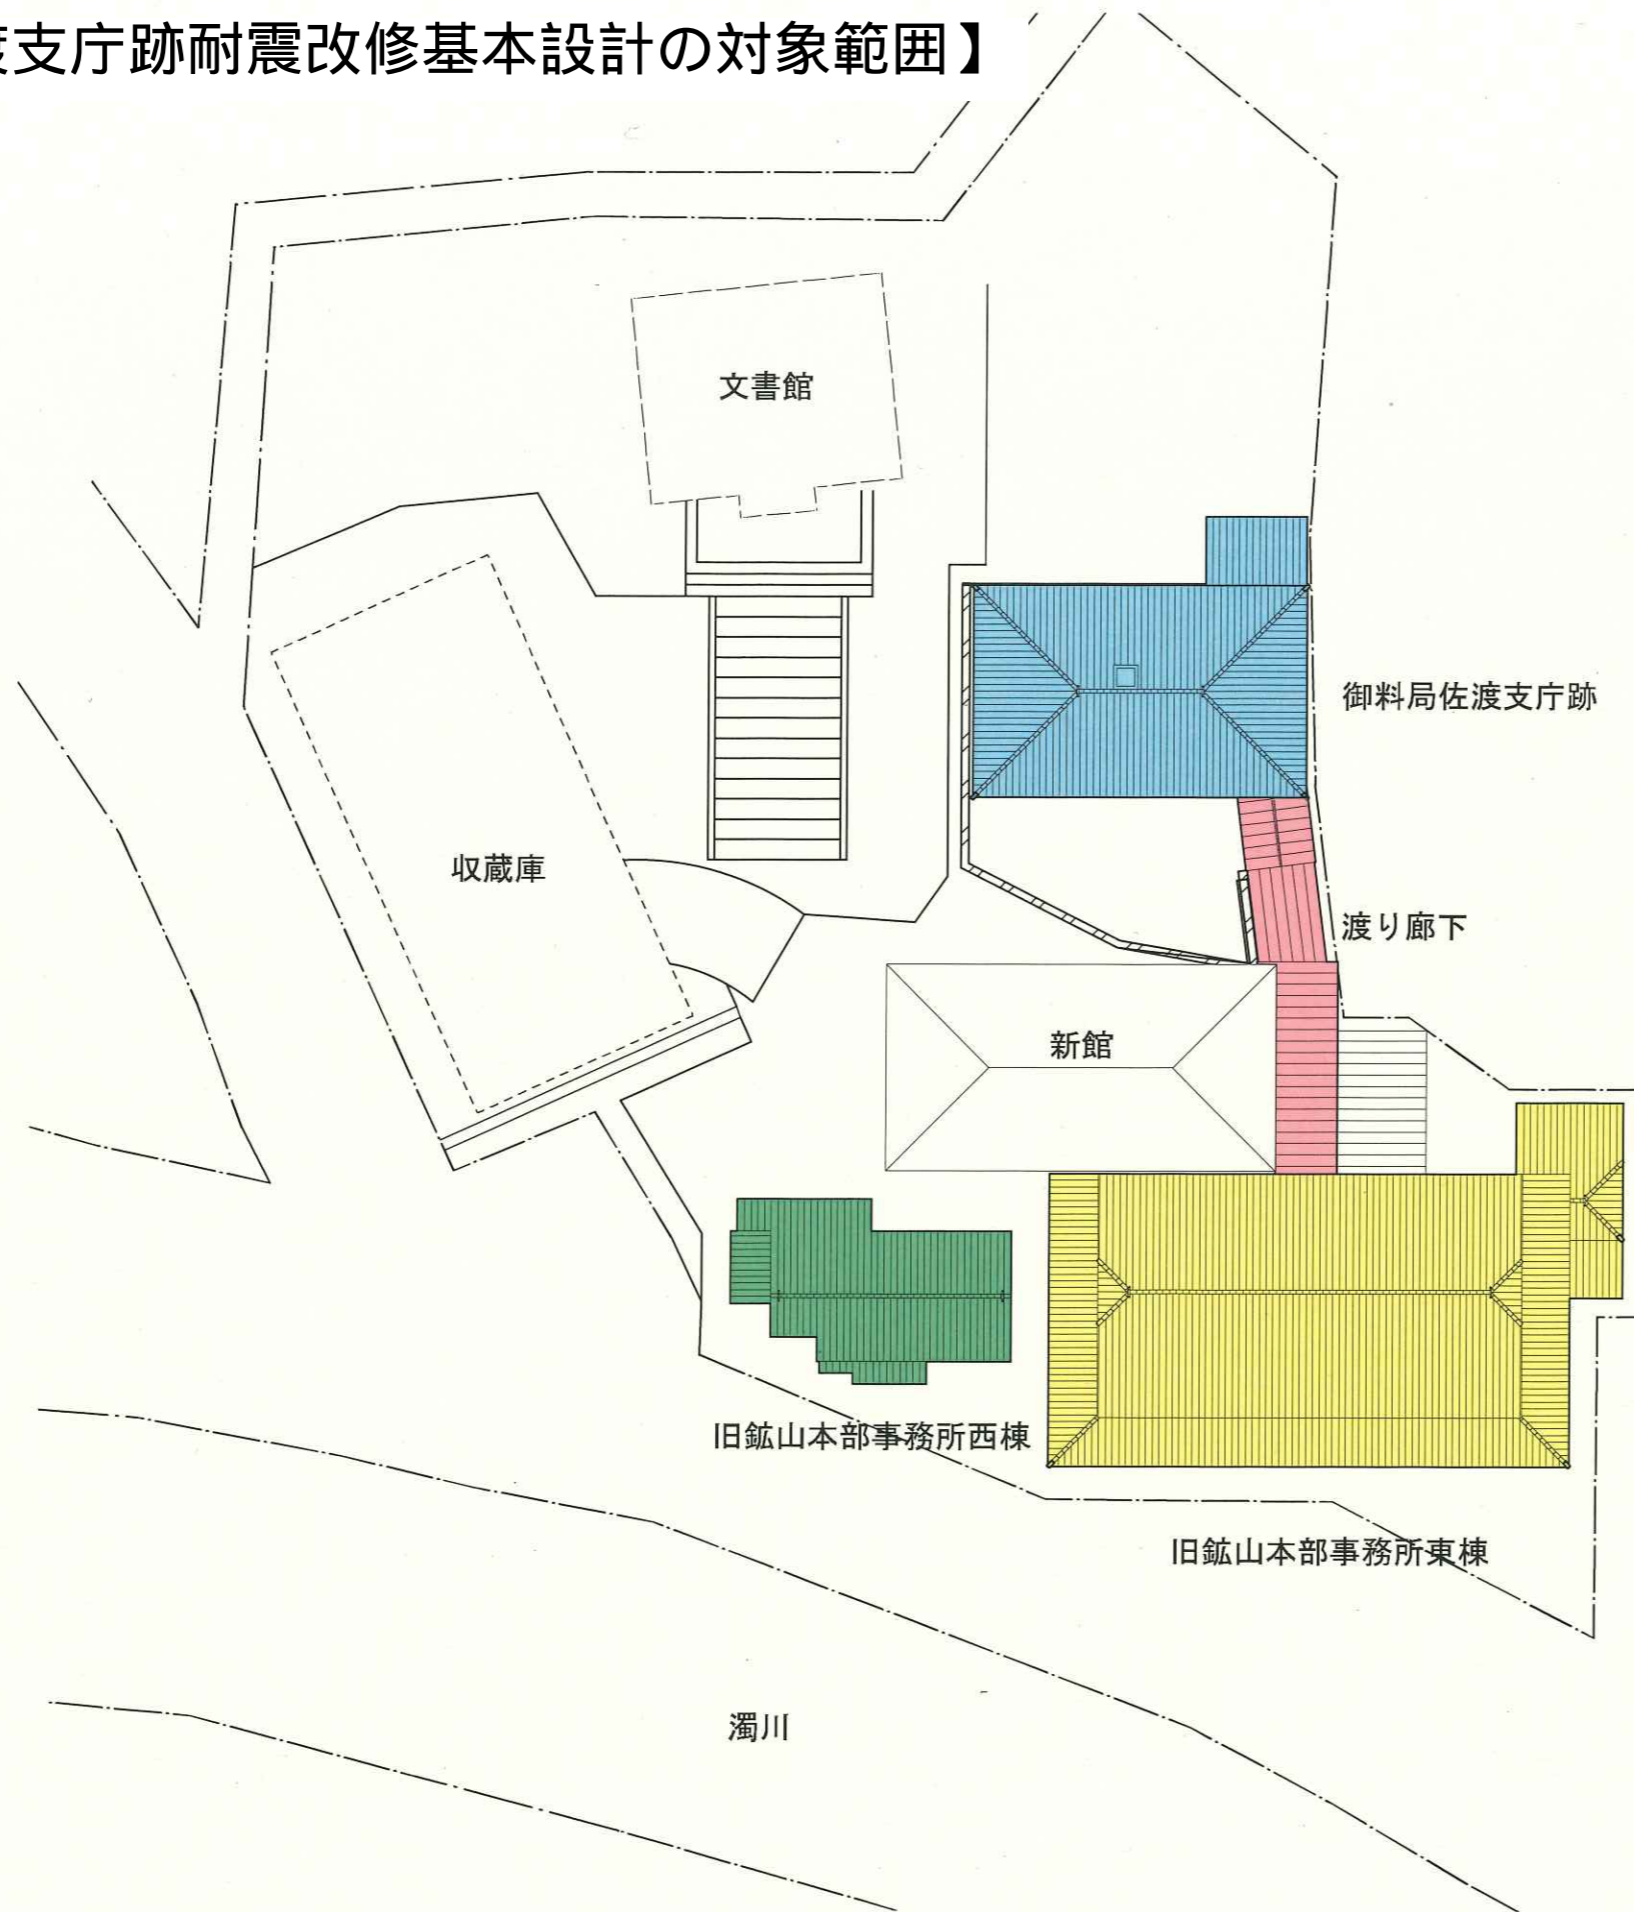 支庁跡耐震改修基本設計の対象範囲】
文書館
御料局佐渡支庁跡
収蔵庫
渡り廊下
新館
旧鉱山本部事務所西棟
旧鉱山本部事務所東棟
濁川